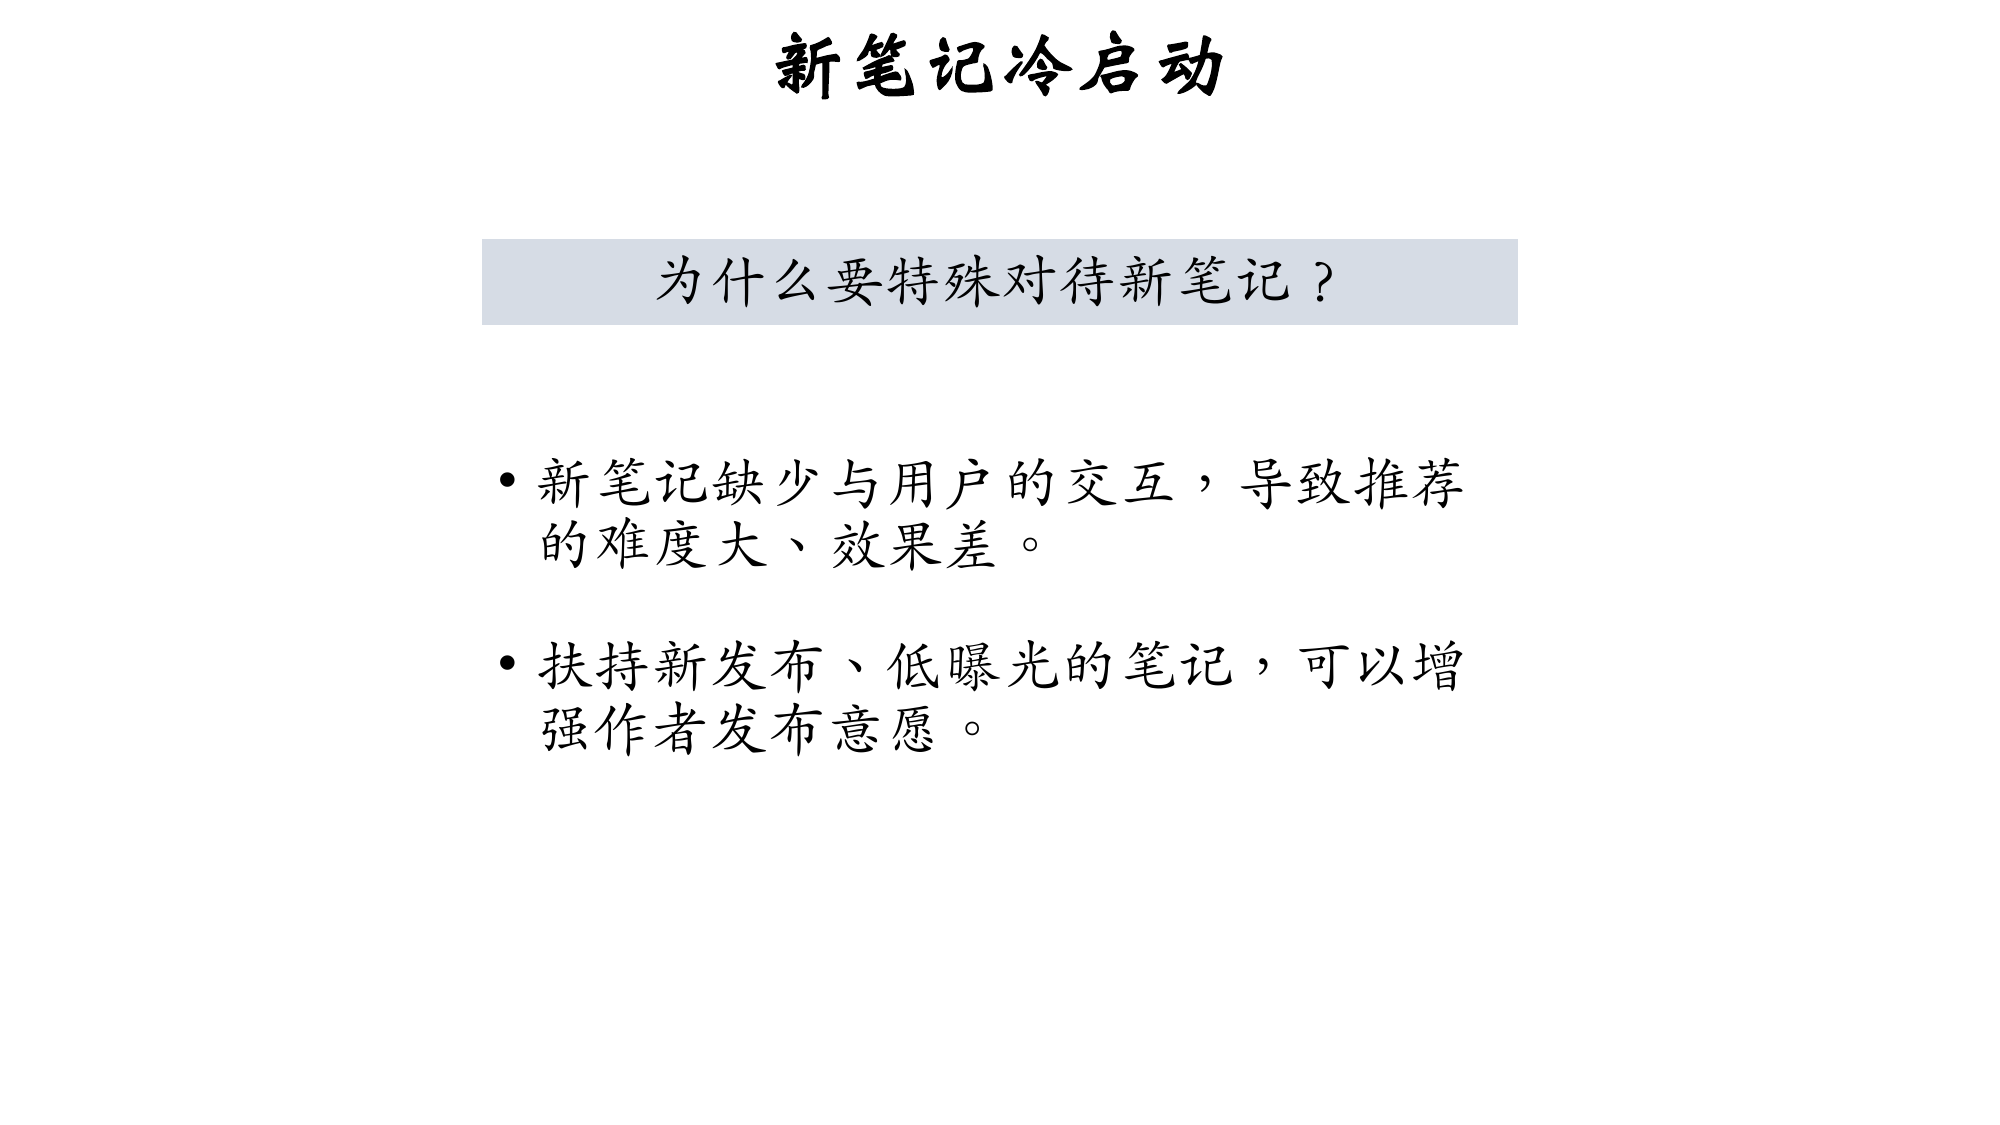 新笔记冷启动
为什么要特殊对待新笔记？
• 新笔记缺少与用户的交互，导致推荐
的难度大、效果差。
• 扶持新发布、低曝光的笔记，可以增
强作者发布意愿。